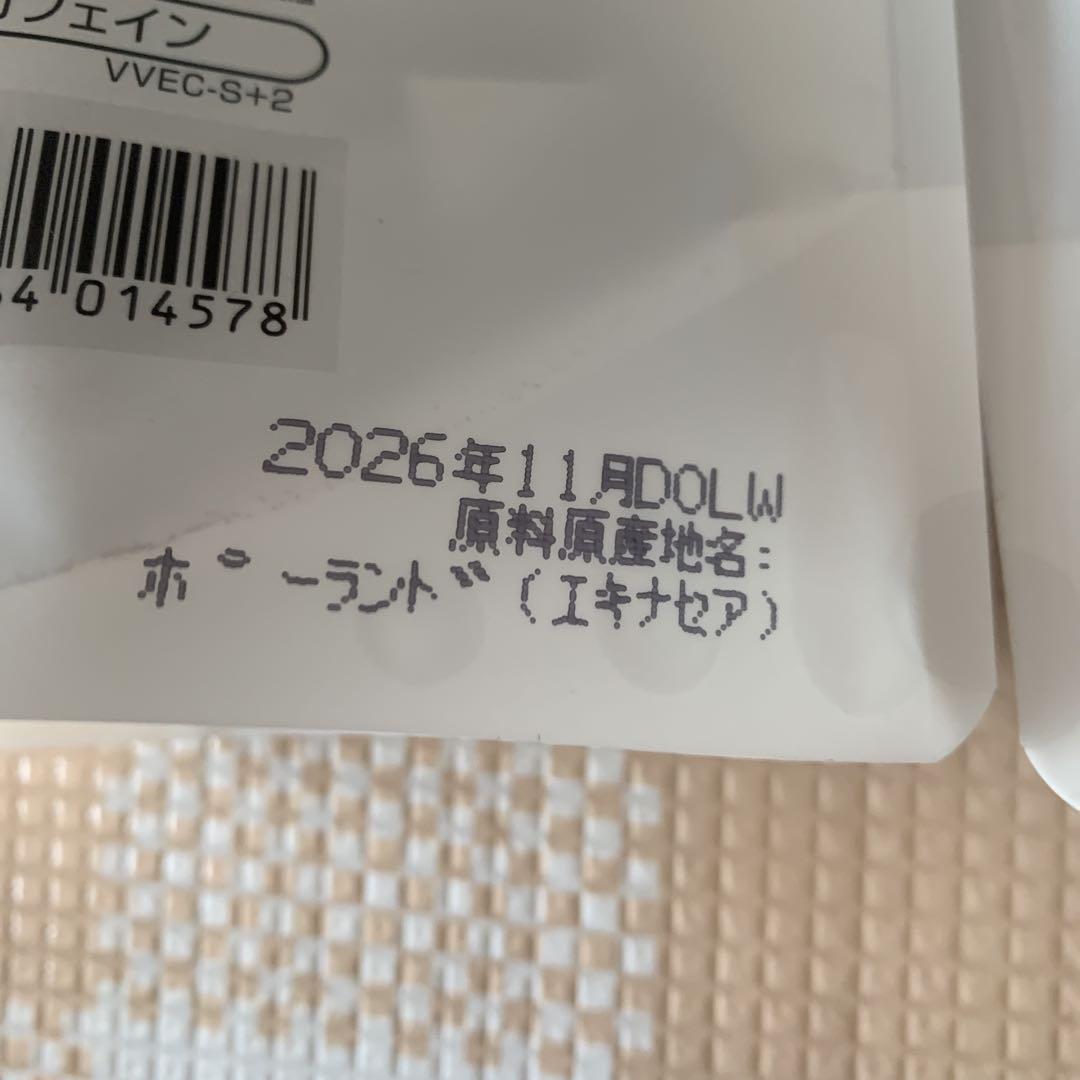 フェイン
VVEC-S+2
4 014578
2026年11月DOLW
原料原産地名:
ポーランド(エキナセア)